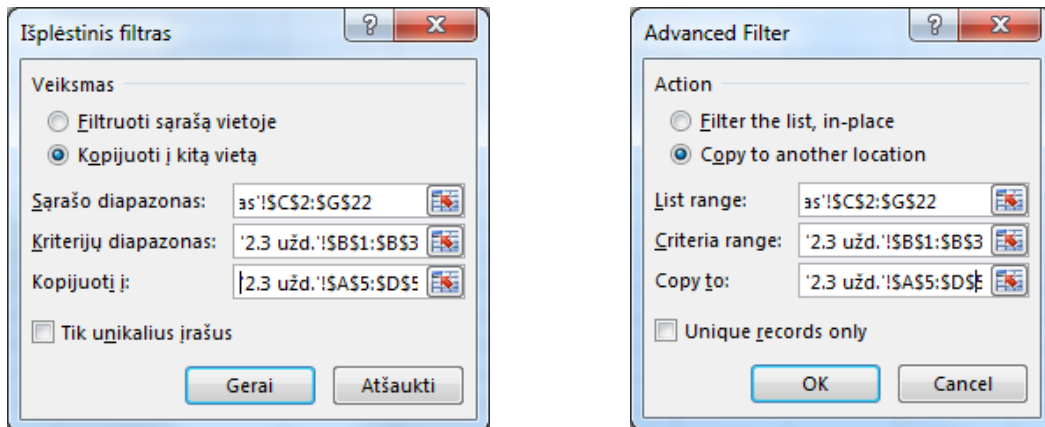 Išplėstinis filtras
Veiksmas
Filtruoti sąrašą vietoje
Kopijuoti į kitą vietą
Sąrašo diapazonas: as'!$C$2:$G$22
Kriterijų diapazonas: '2.3 užd.'!$B$1:$B$3
Kopijuoti į: '2.3 užd.'!$A$5:$D$5
Tik unikalius įrašus
Gerai Atšaukti
Advanced Filter
Action
Filter the list, in-place
Copy to another location
List range: as'!$C$2:$G$22
Criteria range: '2.3 užd.'!$B$1:$B$3
Copy to: '2.3 užd.'!$A$5:$D$5
Unique records only
OK Cancel